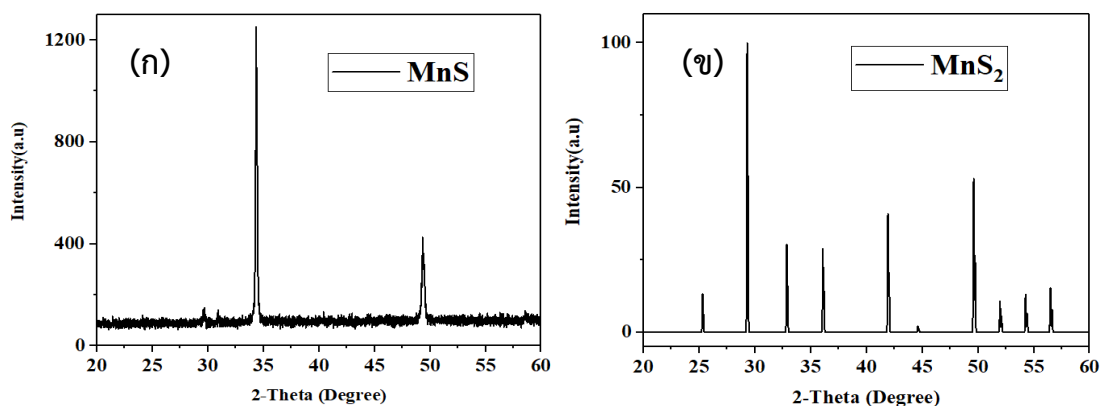 (ก)
MnS
1200
800
400
0
Intensity(a.u)
20 25 30 35 40 45 50 55 60
2-Theta (Degree)
(ข)
MnS₂
100
50
0
Intensity(a.u)
20 25 30 35 40 45 50 55 60
2-Theta (Degree)